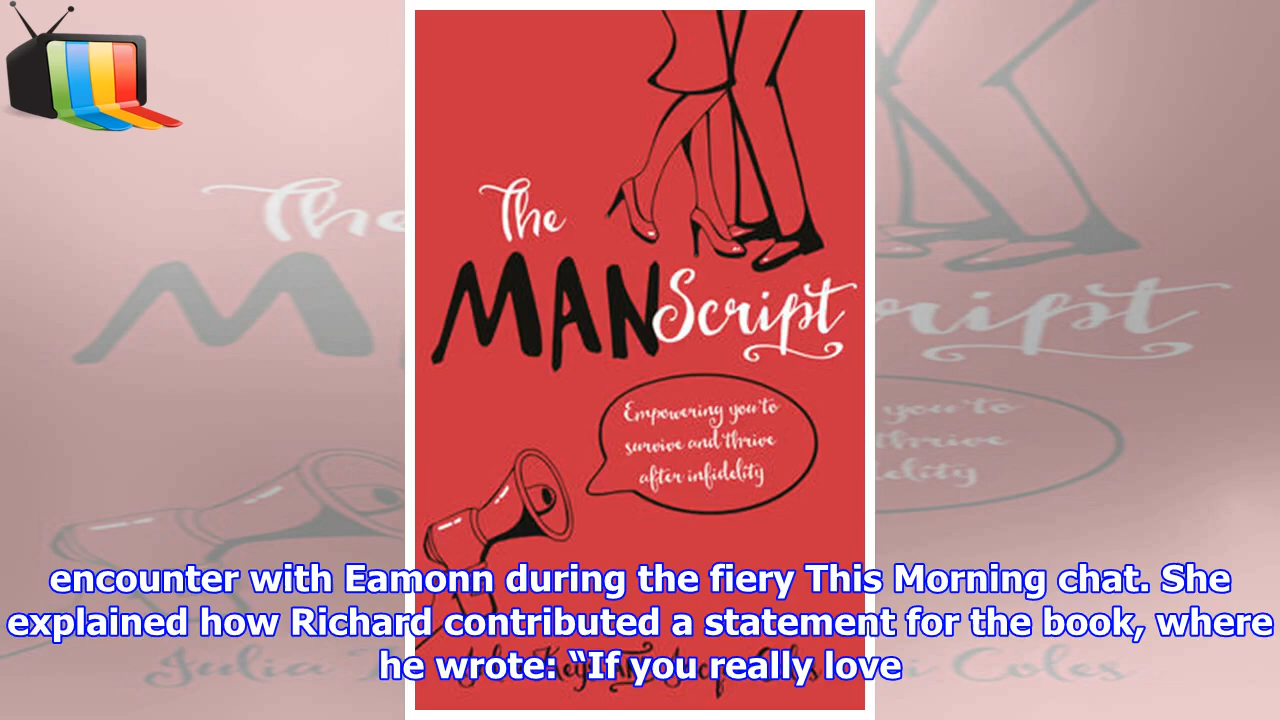 The
MANScript
Empowering you to
survive and thrive
after infidelity
encounter with Eamonn during the fiery This Morning chat. She
explained how Richard contributed a statement for the book, where
he wrote: “If you really love